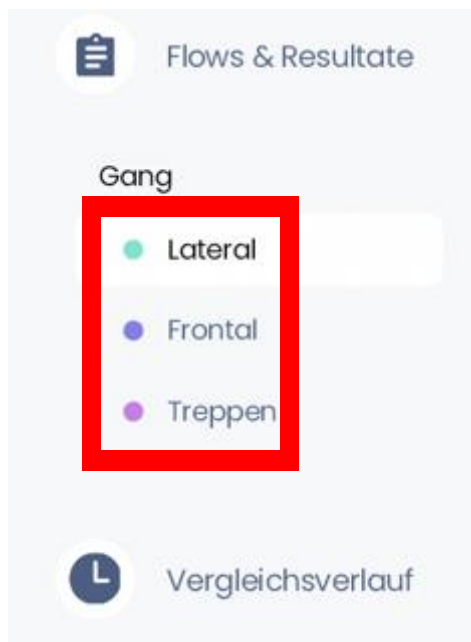 Flows & Resultate
Gang
Lateral
Frontal
Treppen
Vergleichsverlauf